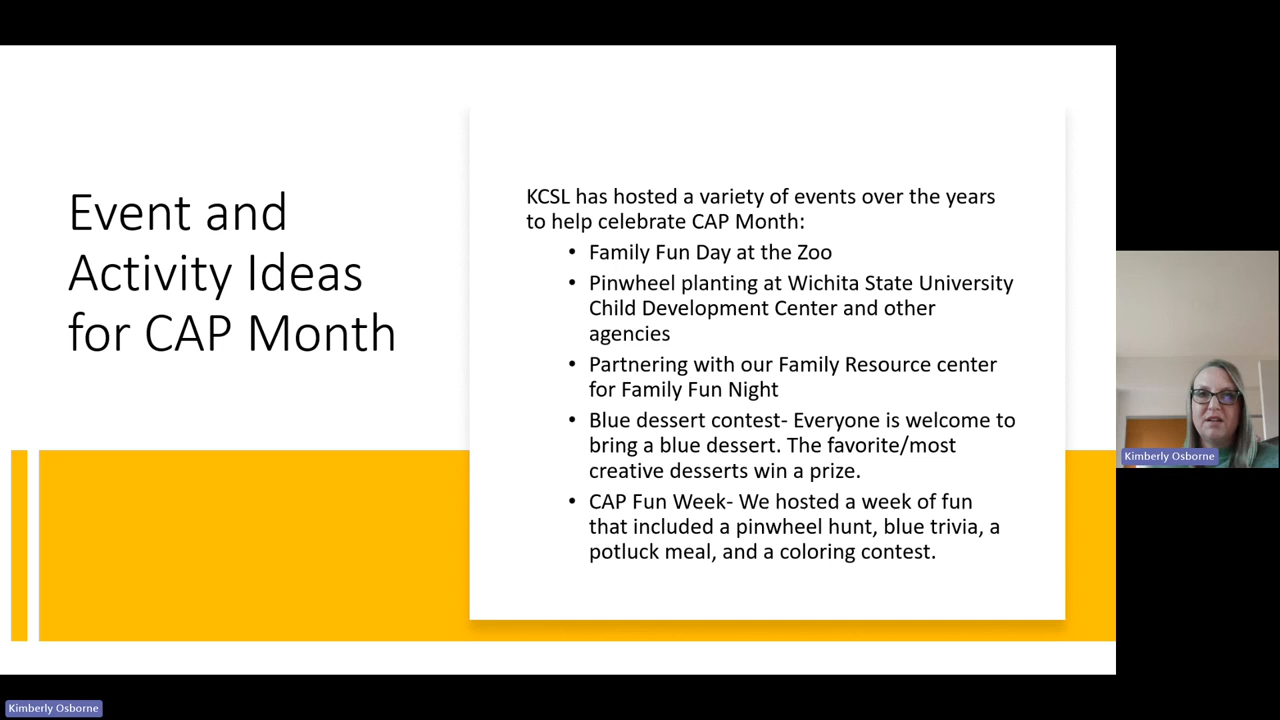 Event and
Activity Ideas
for CAP Month
KCSL has hosted a variety of events over the years
to help celebrate CAP Month:
• Family Fun Day at the Zoo
• Pinwheel planting at Wichita State University
Child Development Center and other
agencies
• Partnering with our Family Resource center
for Family Fun Night
• Blue dessert contest- Everyone is welcome to
bring a blue dessert. The favorite/most
creative desserts win a prize.
• CAP Fun Week- We hosted a week of fun
that included a pinwheel hunt, blue trivia, a
potluck meal, and a coloring contest.
Kimberly Osborne
Kimberly Osborne